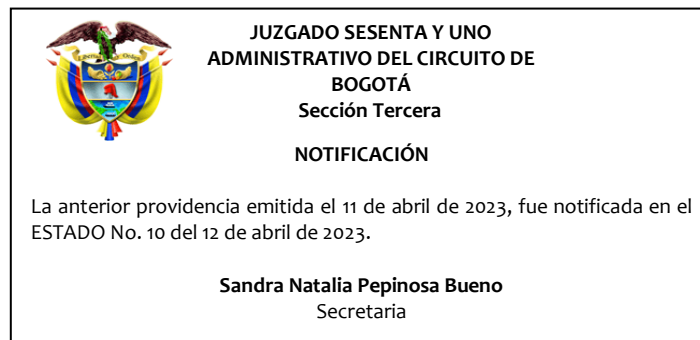 JUZGADO SESENTA Y UNO
ADMINISTRATIVO DEL CIRCUITO DE
BOGOTÁ
Sección Tercera
NOTIFICACIÓN
La anterior providencia emitida el 11 de abril de 2023, fue notificada en el
ESTADO No. 10 del 12 de abril de 2023.
Sandra Natalia Pepinosa Bueno
Secretaria